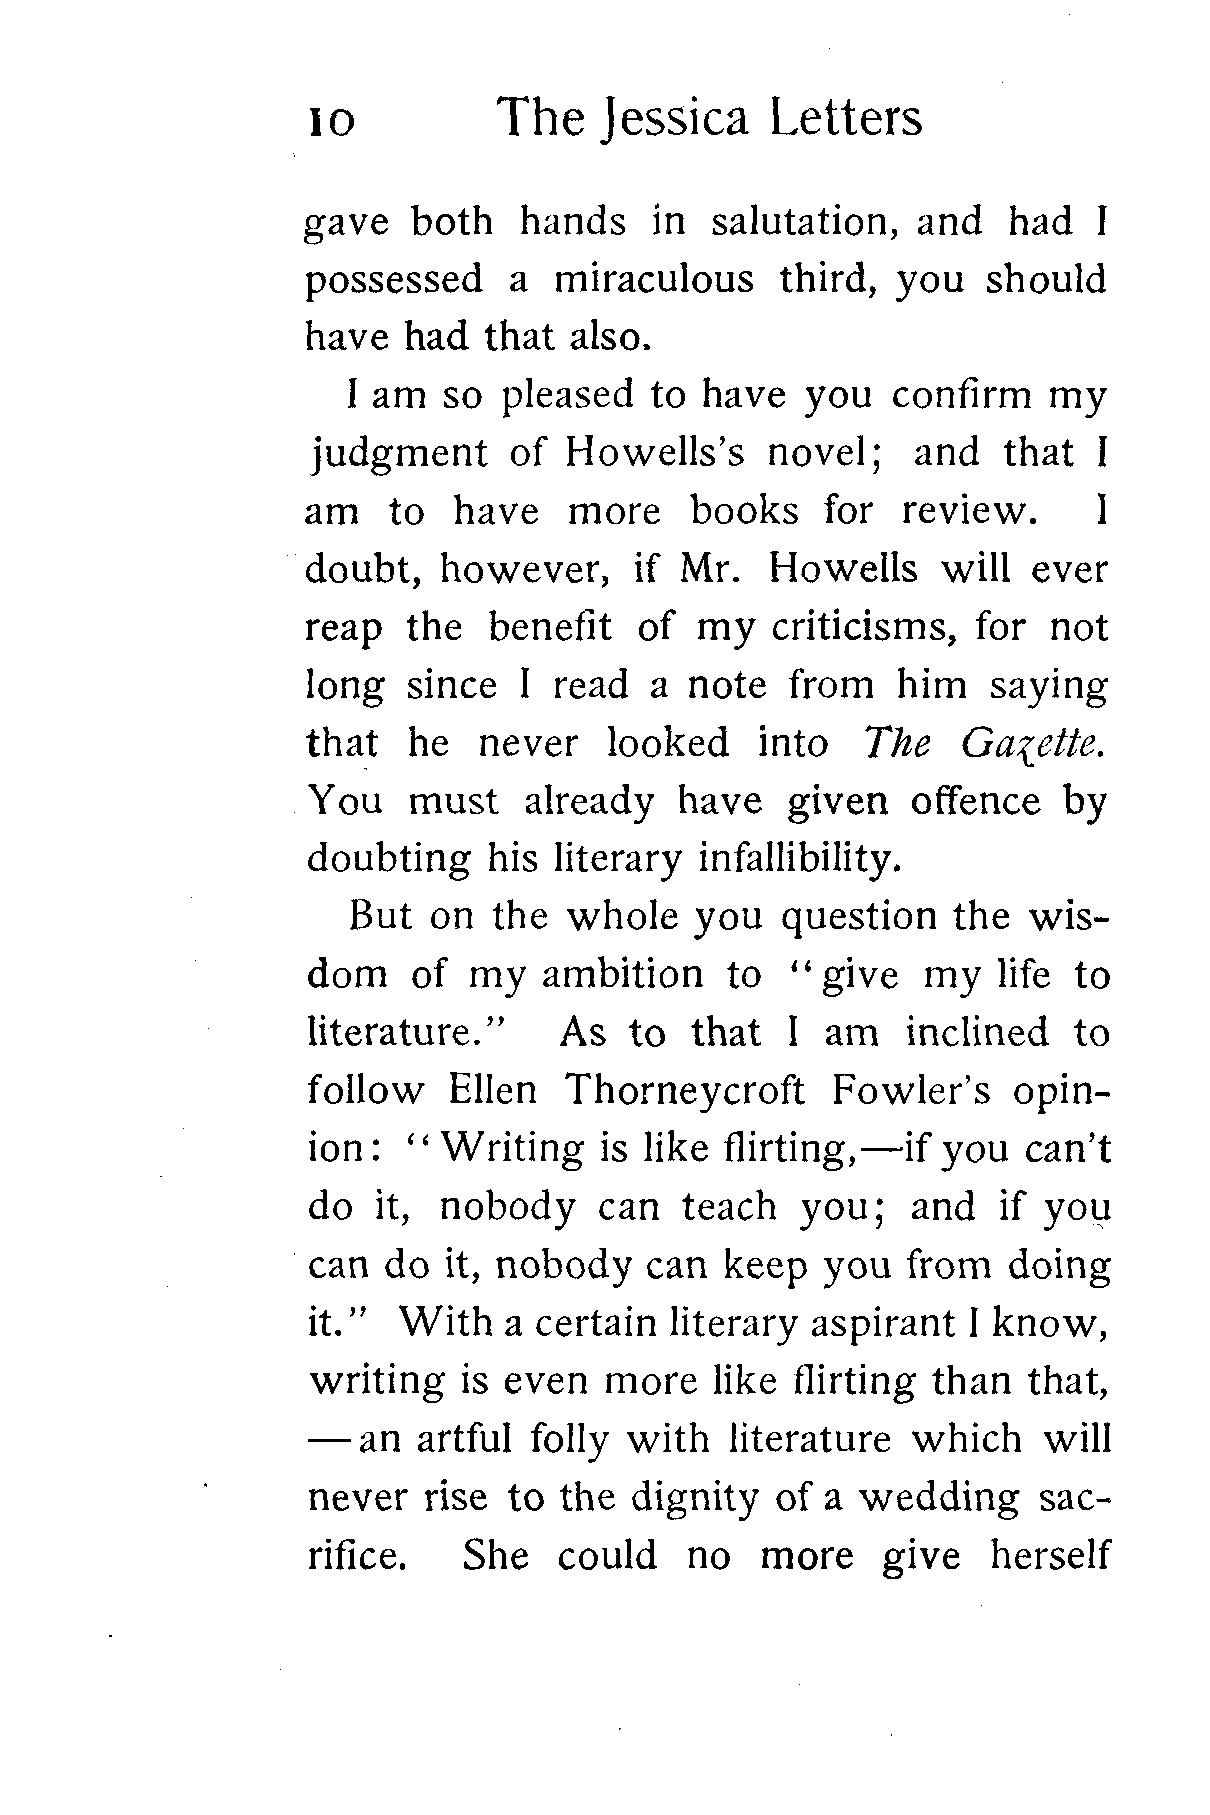 10 The Jessica Letters
gave both hands in salutation, and had I
possessed a miraculous third, you should
have had that also.
I am so pleased to have you confirm my
judgment of Howells's novel; and that I
am to have more books for review. I
doubt, however, if Mr. Howells will ever
reap the benefit of my criticisms, for not
long since I read a note from him saying
that he never looked into The Gazette.
You must already have given offence by
doubting his literary infallibility.
But on the whole you question the wis-
dom of my ambition to “give my life to
literature.” As to that I am inclined to
follow Ellen Thorneycroft Fowler's opin-
ion: “Writing is like flirting,—if you can't
do it, nobody can teach you; and if you
can do it, nobody can keep you from doing
it.” With a certain literary aspirant I know,
writing is even more like flirting than that,
—an artful folly with literature which will
never rise to the dignity of a wedding sac-
rifice. She could no more give herself